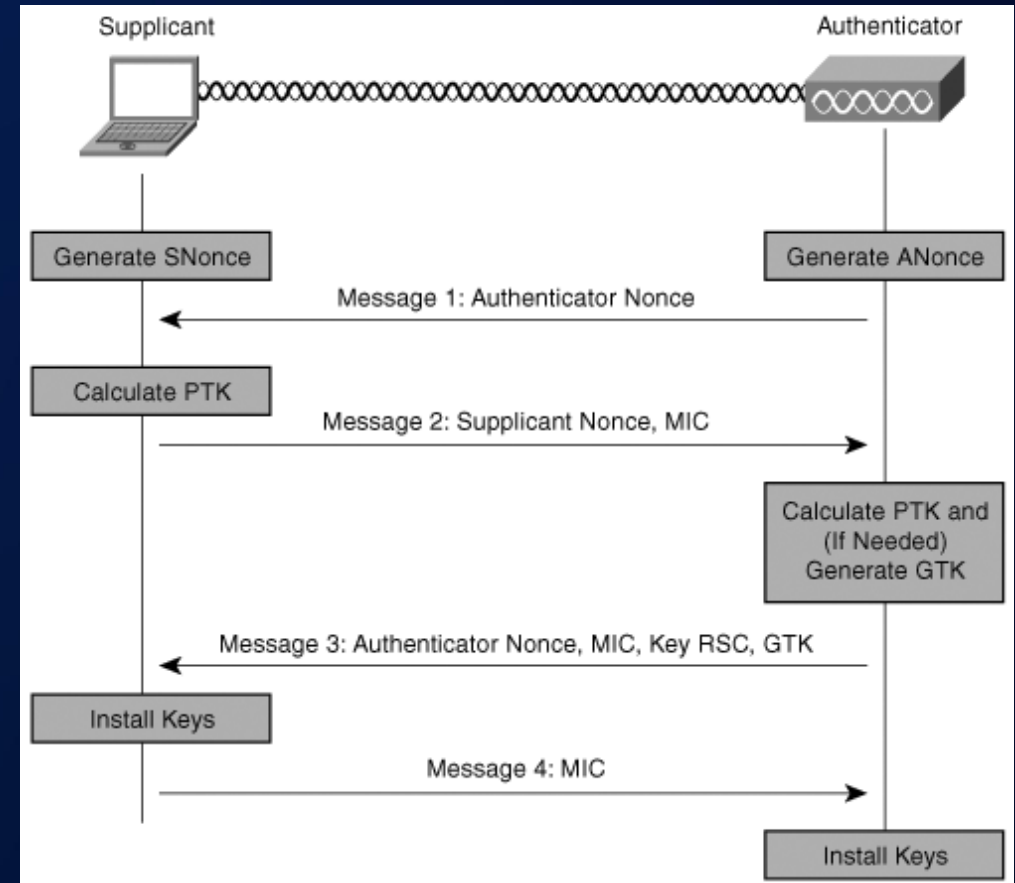 Supplicant
Authenticator
Generate SNonce
Generate ANonce
Message 1: Authenticator Nonce
Calculate PTK
Message 2: Supplicant Nonce, MIC
Calculate PTK and
(If Needed)
Generate GTK
Message 3: Authenticator Nonce, MIC, Key RSC, GTK
Install Keys
Message 4: MIC
Install Keys